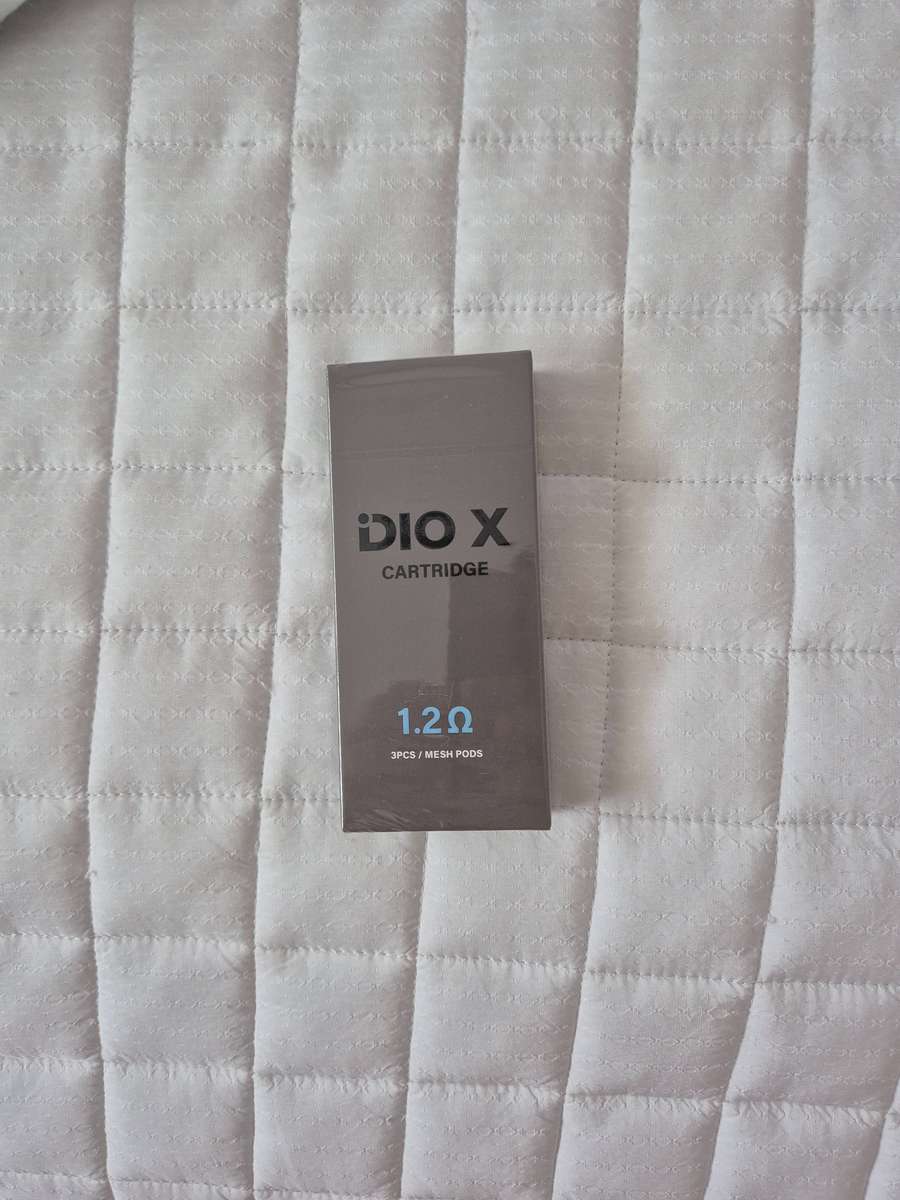 DIO X
CARTRIDGE
1.2Ω
3PCS / MESH PODS